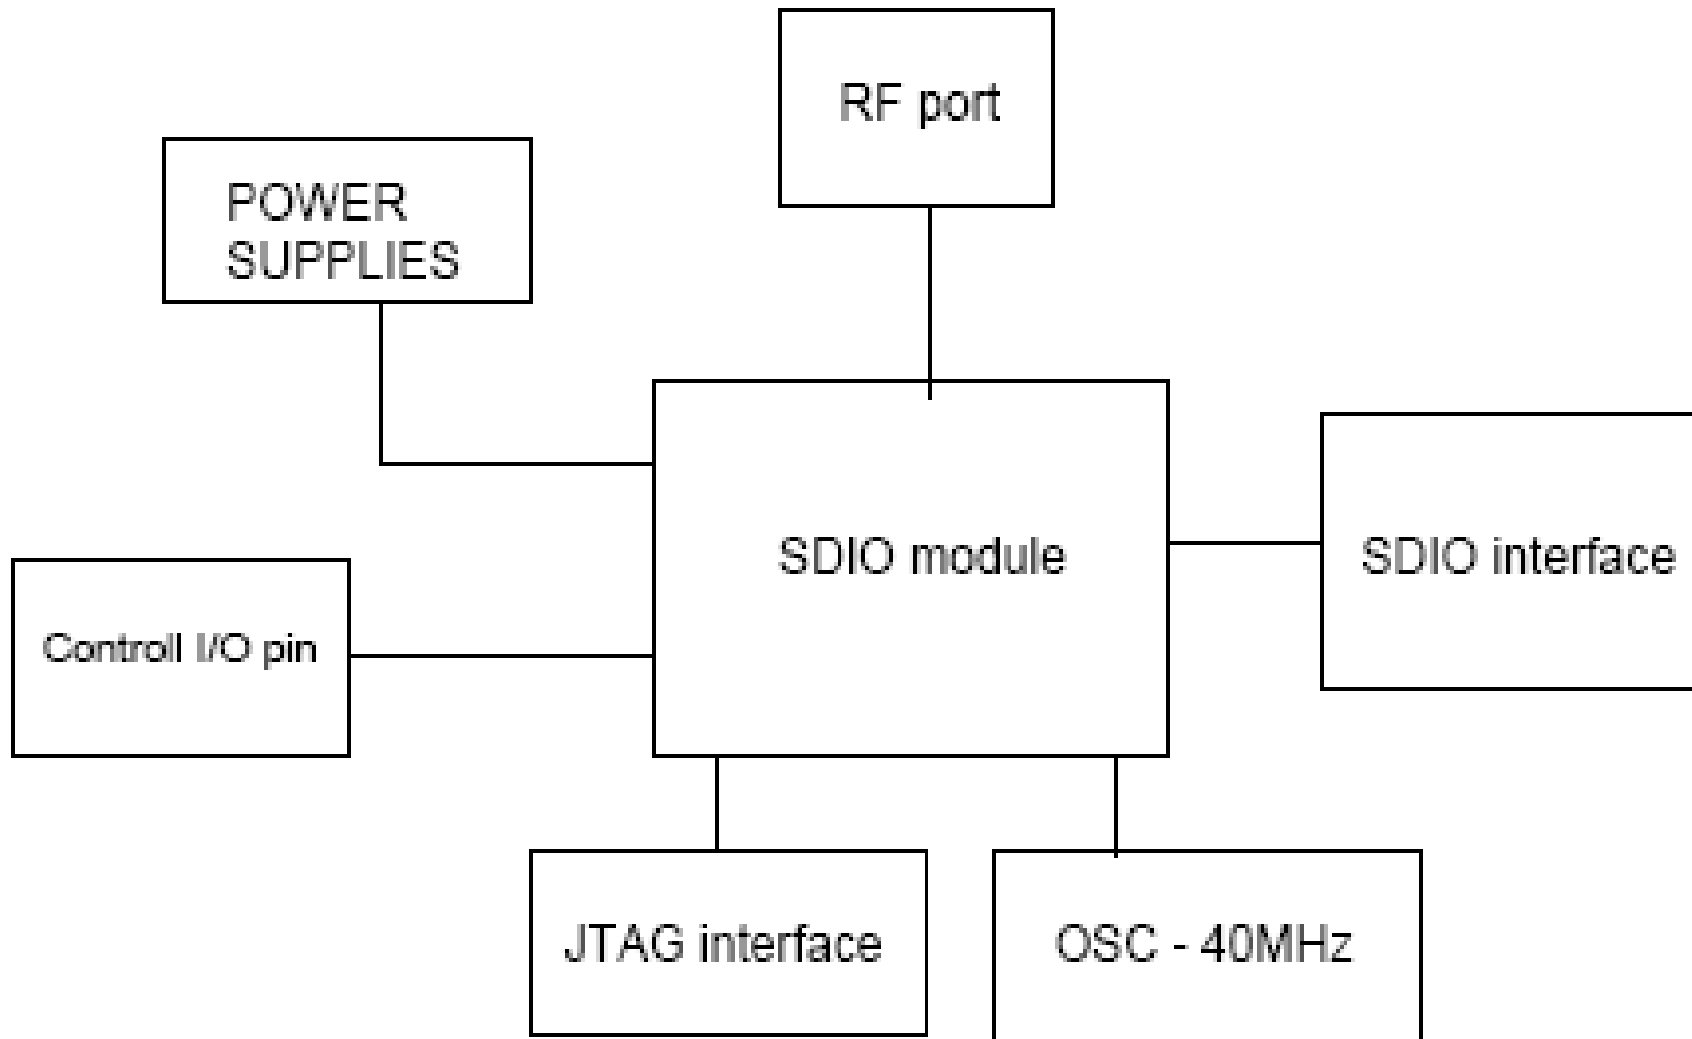 RF port
POWER
SUPPLIES
SDIO module
SDIO interface
Controll I/O pin
JTAG interface
OSC - 40MHz